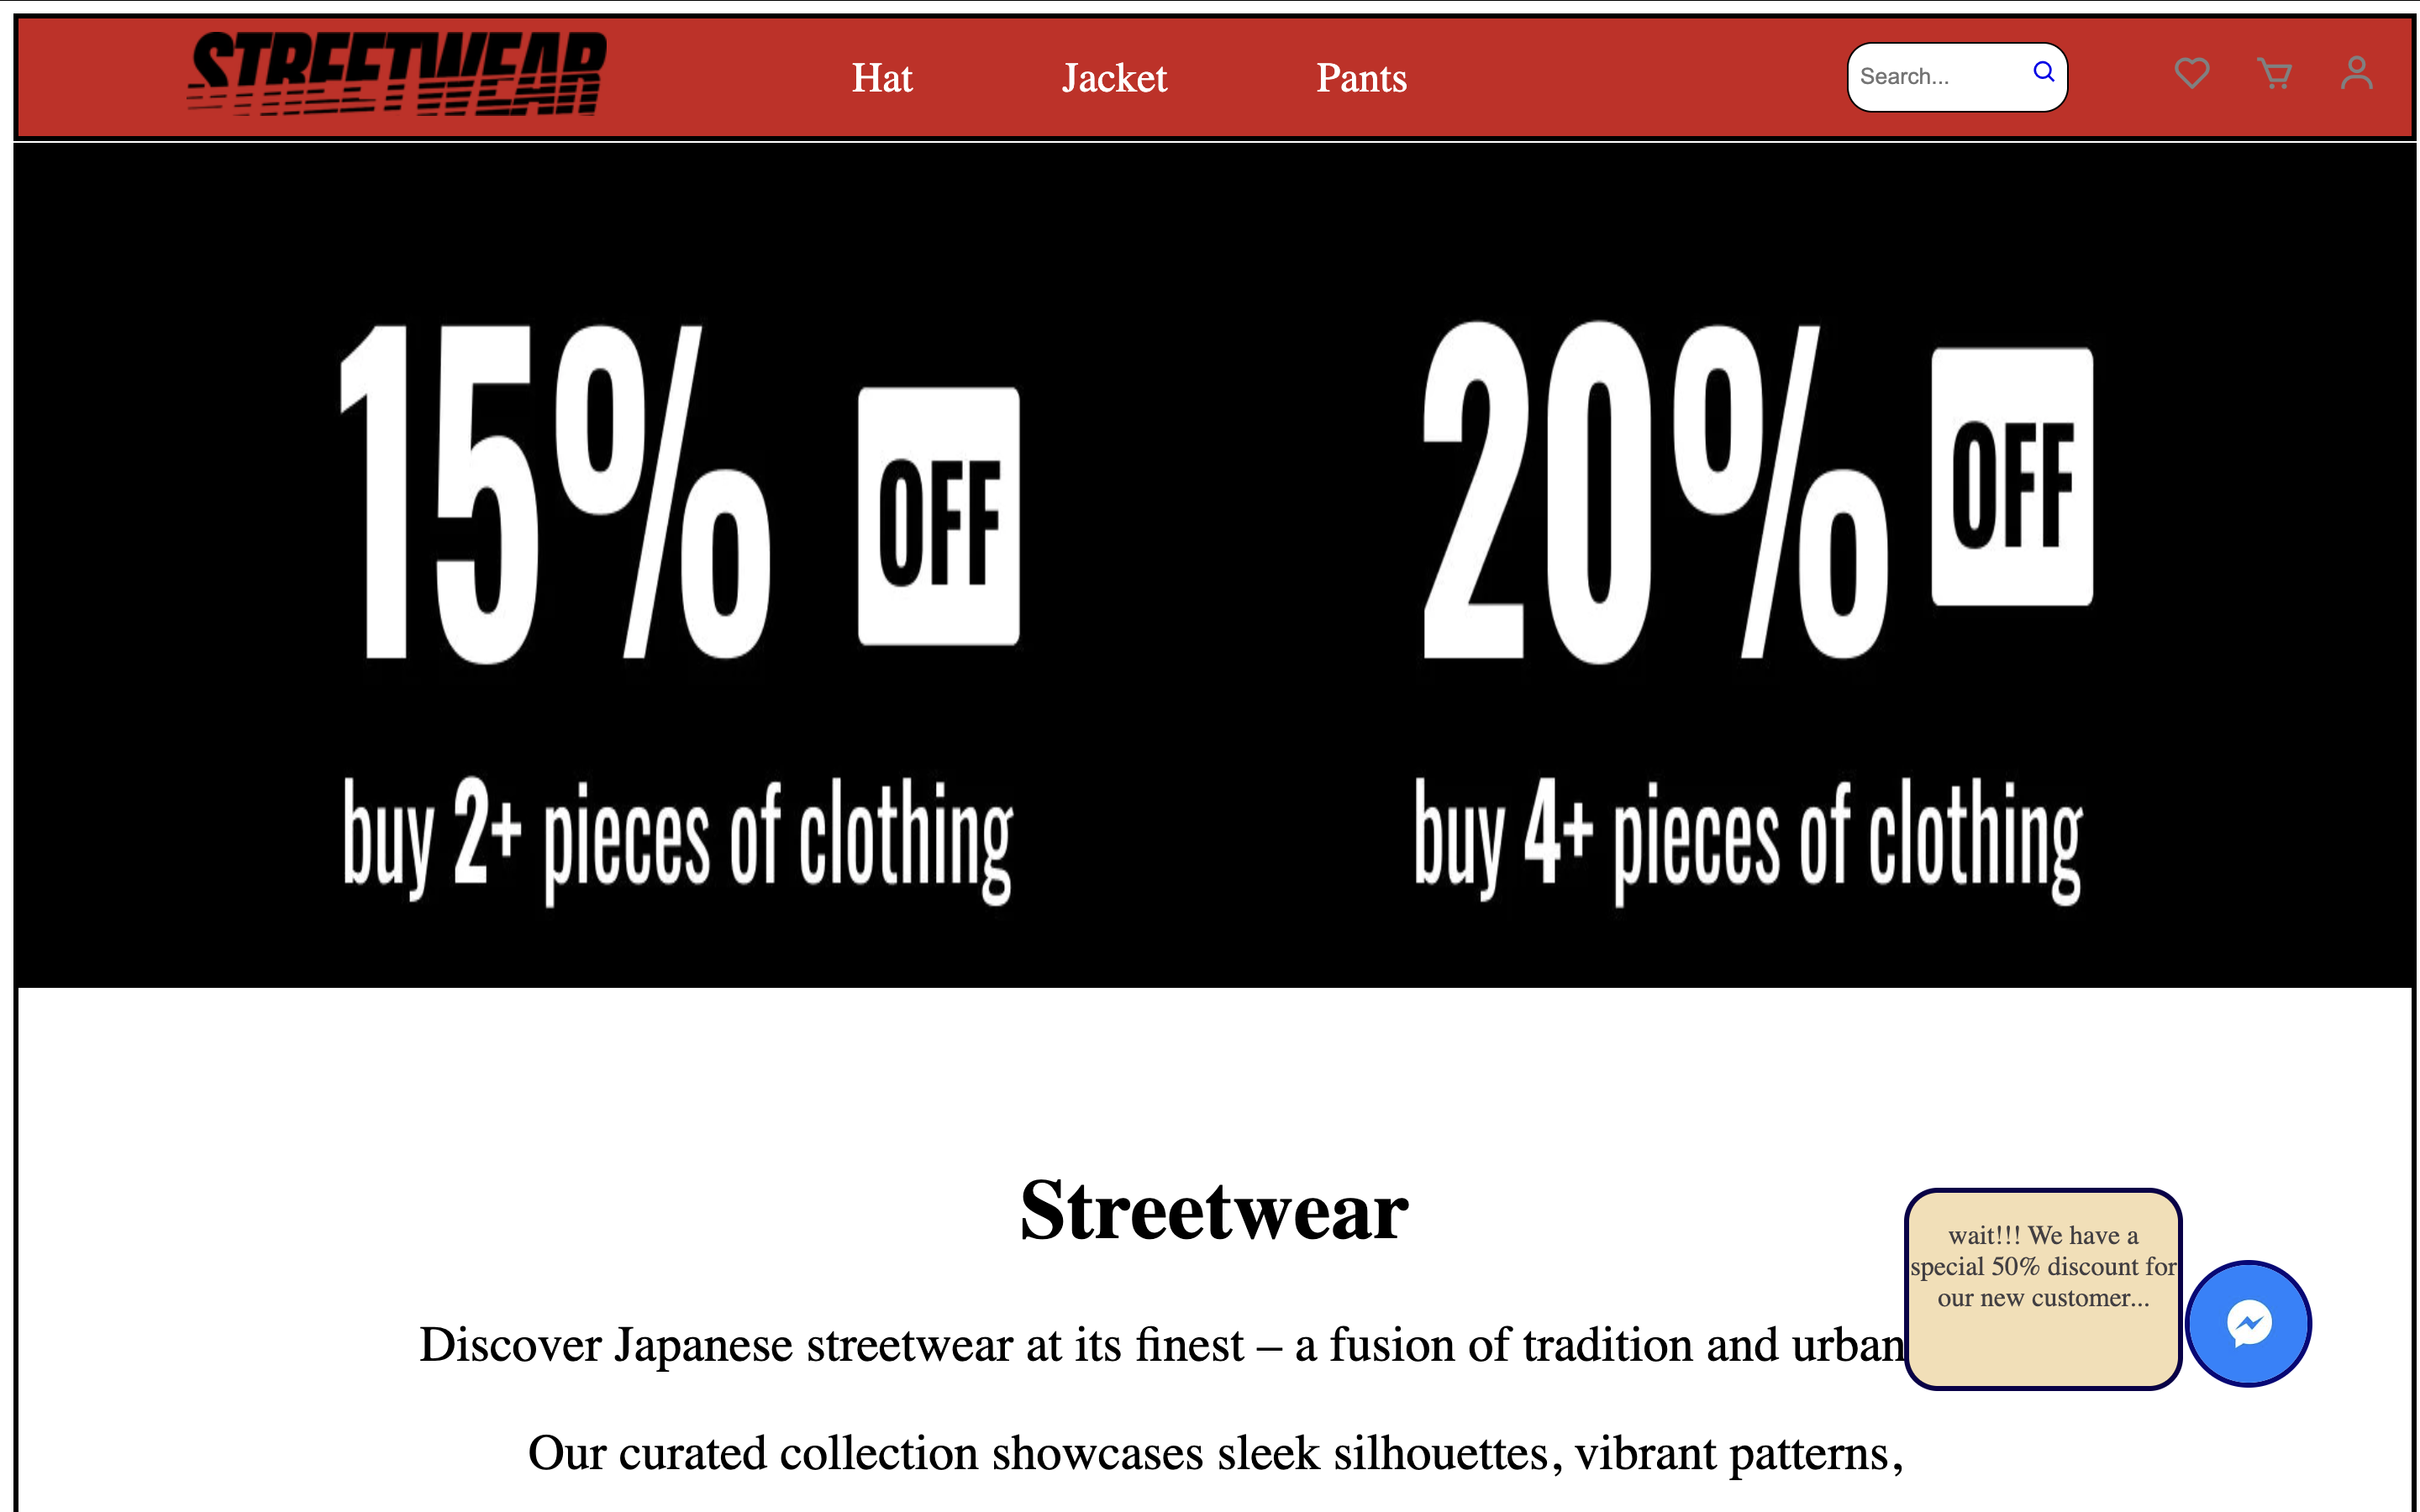 STREETWEAR
Hat Jacket Pants Search...
15% OFF
buy 2+ pieces of clothing
20% OFF
buy 4+ pieces of clothing
Streetwear
Discover Japanese streetwear at its finest – a fusion of tradition and urban
Our curated collection showcases sleek silhouettes, vibrant patterns,
wait!!! We have a
special 50% discount for
our new customer...